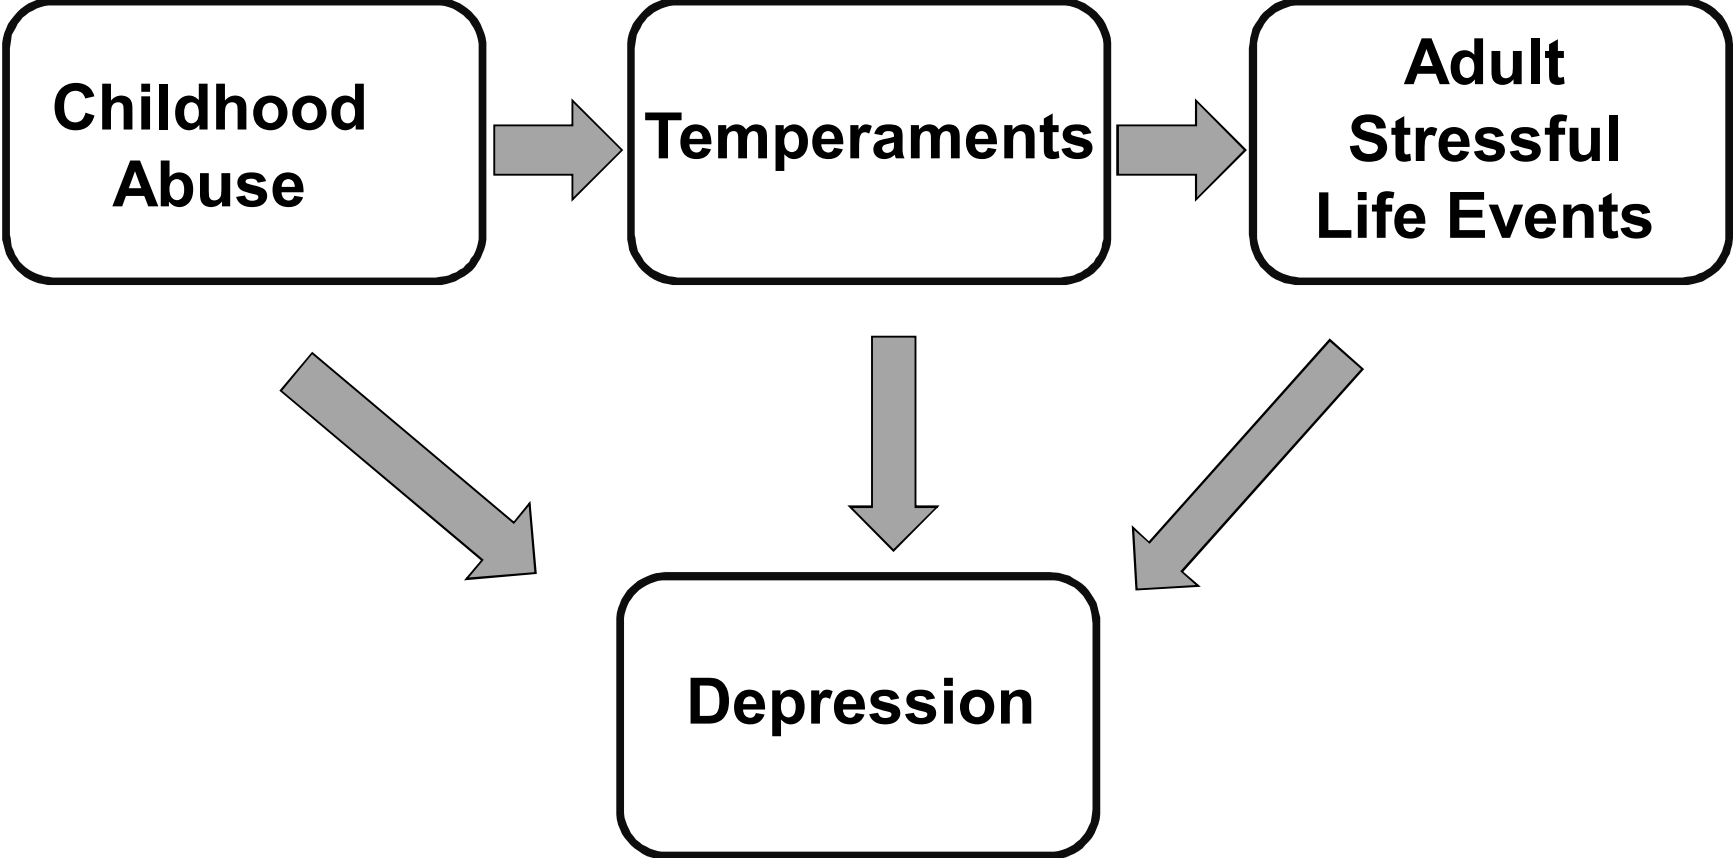 Childhood
Abuse
Temperaments
Adult
Stressful
Life Events
Depression